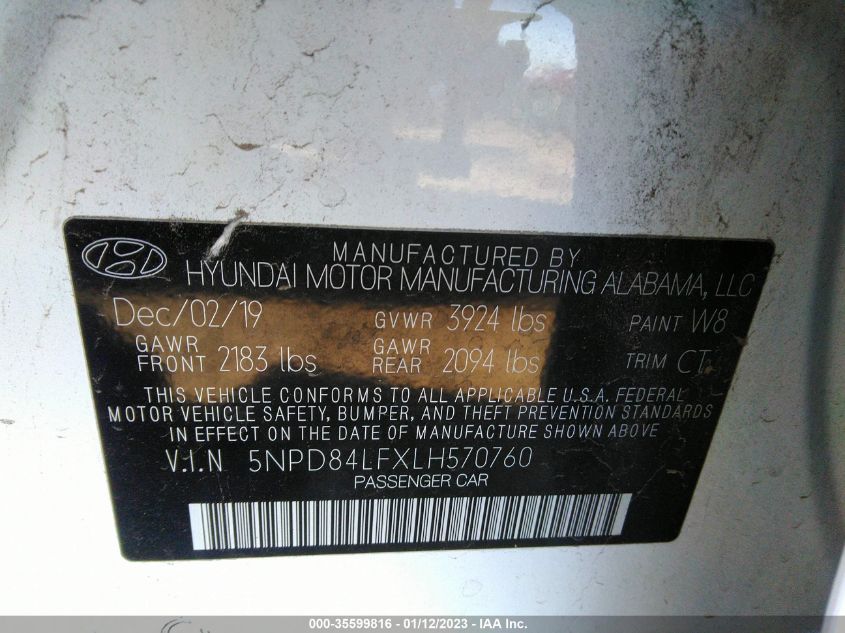 MANUFACTURED BY
HYUNDAI MOTOR MANUFACTURING ALABAMA, LLC
Dec/02/19 GVWR 3924 lbs PAINT W8
GAWR FRONT 2183 lbs GAWR REAR 2094 lbs TRIM CT
THIS VEHICLE CONFORMS TO ALL APPLICABLE U.S.A. FEDERAL
MOTOR VEHICLE SAFETY, BUMPER, AND THEFT PREVENTION STANDARDS
IN EFFECT ON THE DATE OF MANUFACTURE SHOWN ABOVE
V.I.N 5NPD84LFXLH570760
PASSENGER CAR
000-35599816 - 01/12/2023 - IAA Inc.